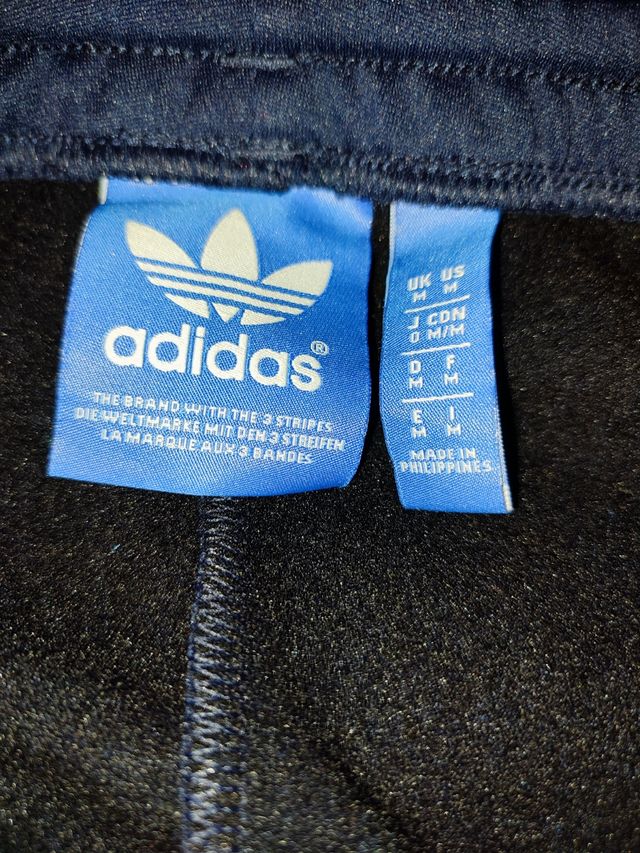 adidas®
THE BRAND WITH THE 3 STRIPES
DIE WELTMARKE MIT DEN 3 STREIFEN
LA MARQUE AUX 3 BANDES
UK US
M M
J CDN
O M/M
D F
M M
E I
M M
MADE IN
PHILIPPINES